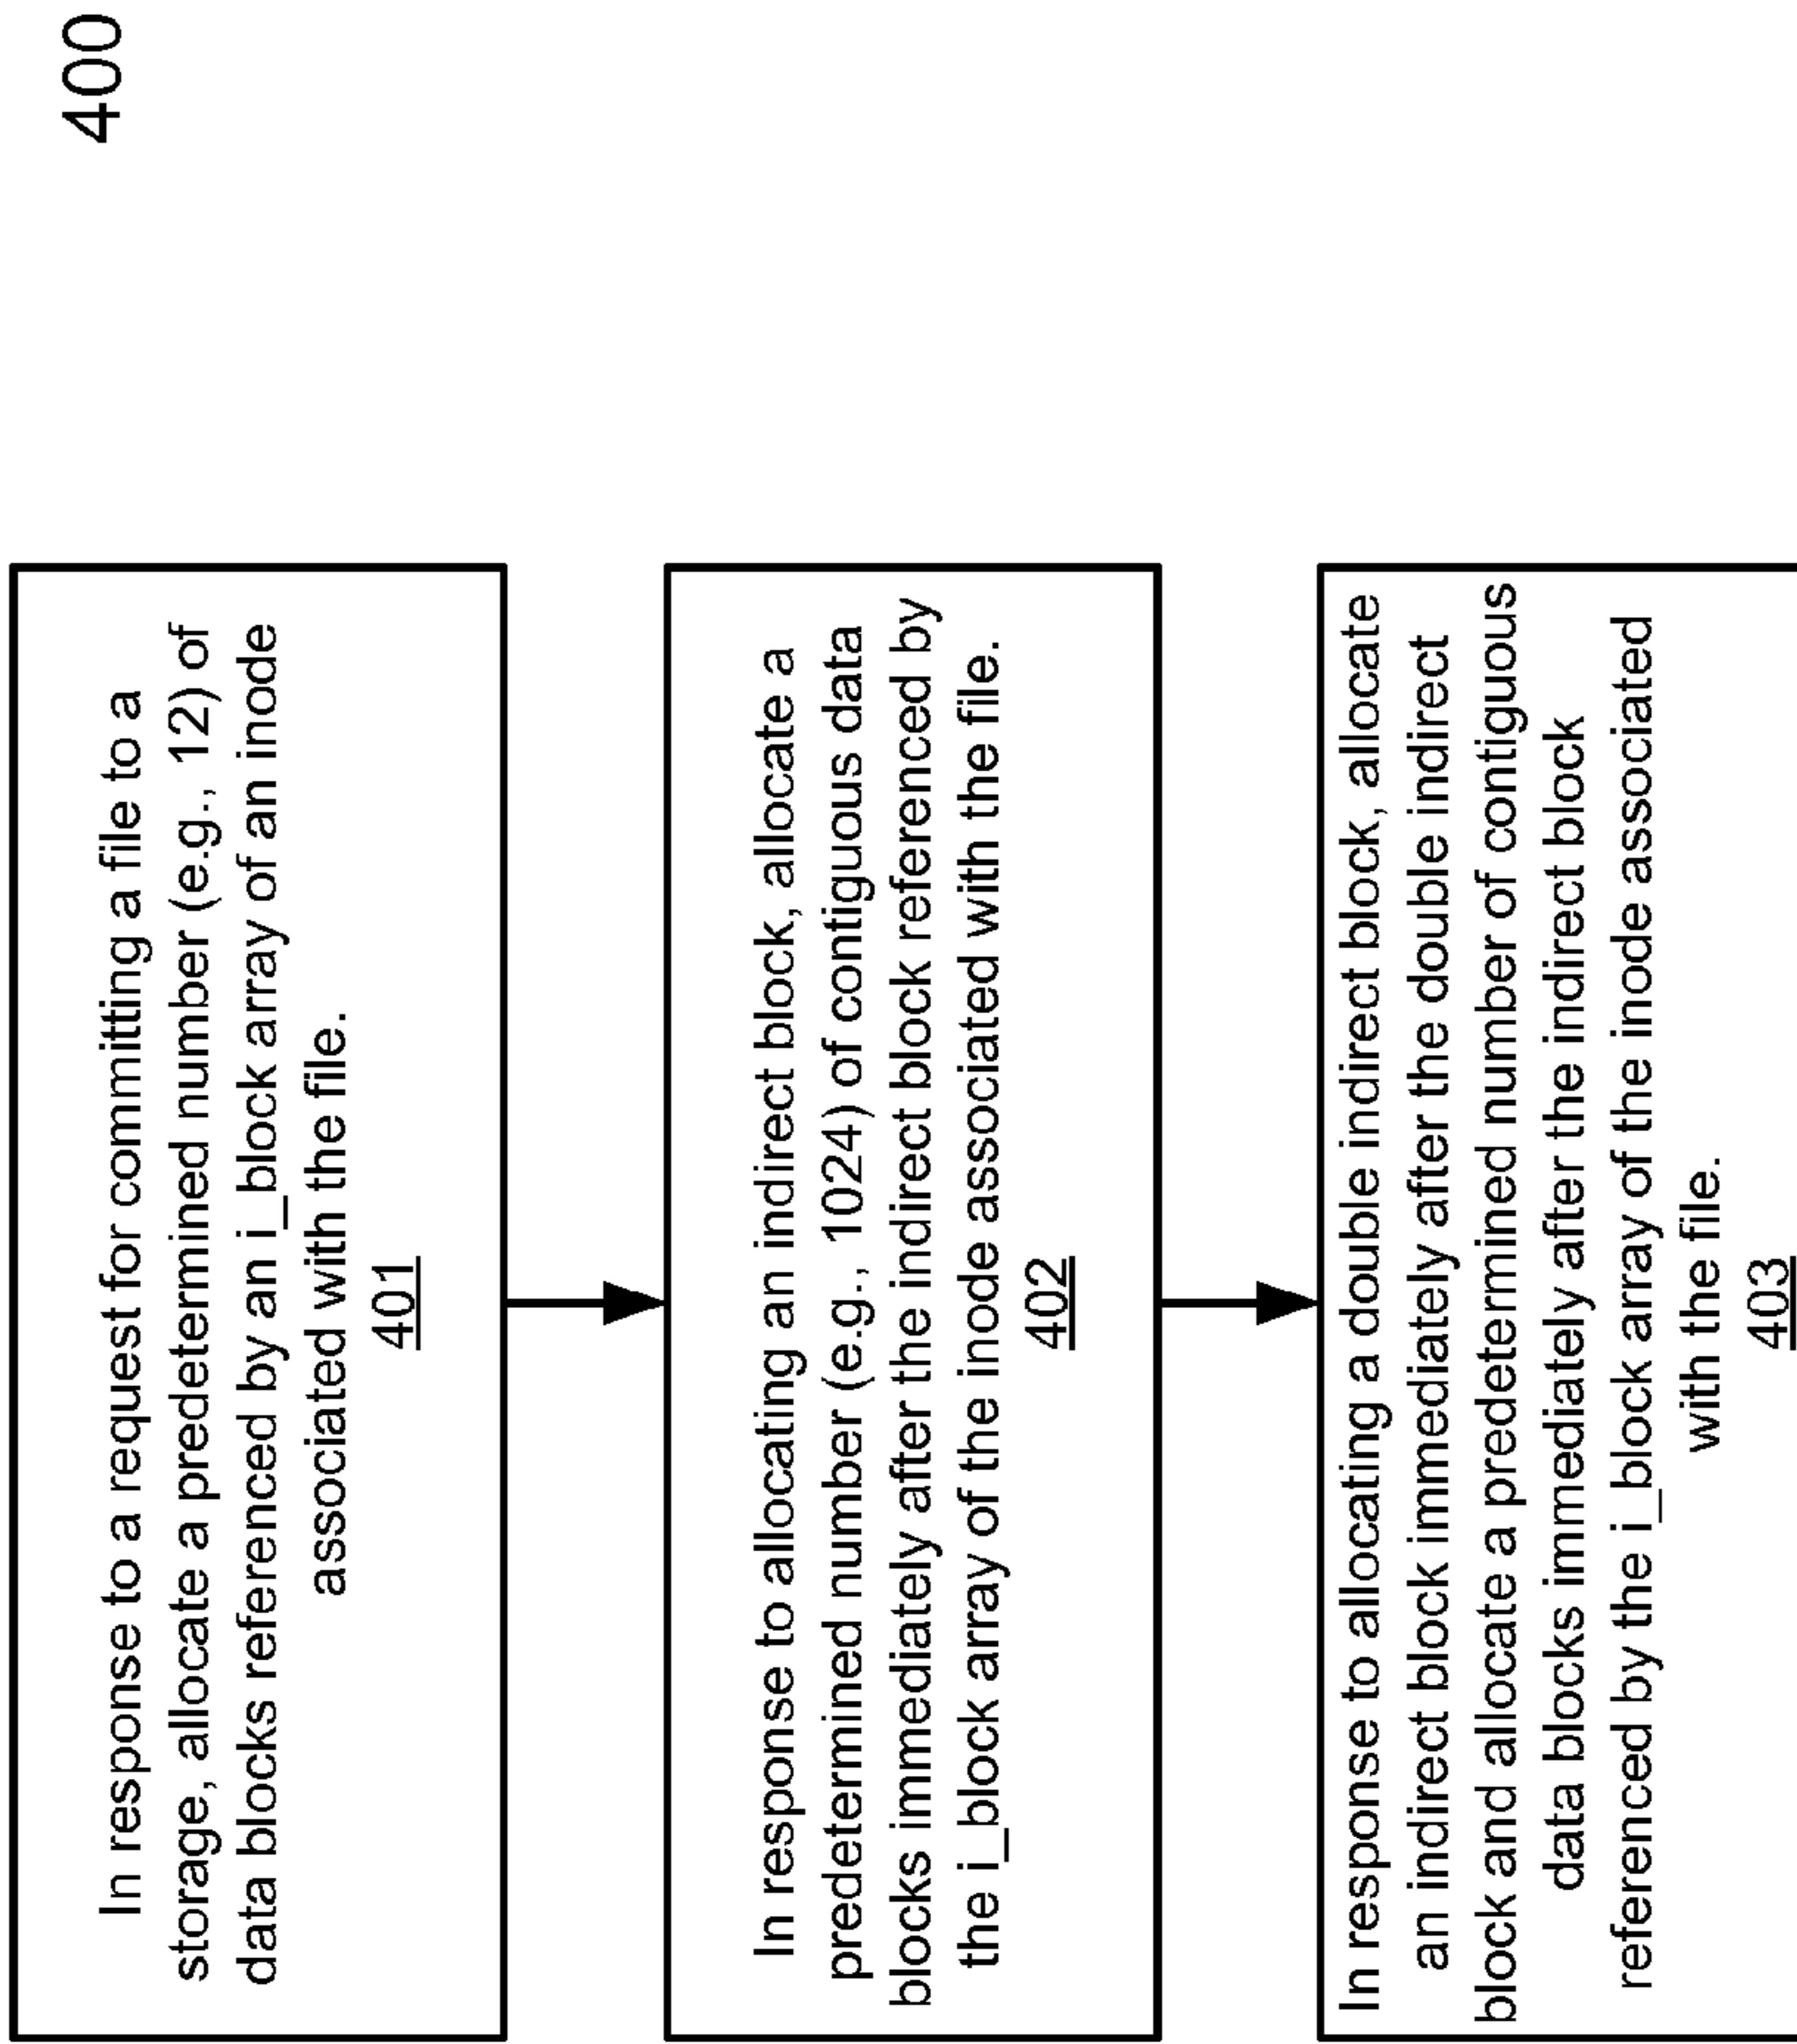 400
In response to a request for committing a file to a
storage, allocate a predetermined number (e.g., 12) of
data blocks referenced by an i_block array of an inode
associated with the file.
401
In response to allocating an indirect block, allocate a
predetermined number (e.g., 1024) of contiguous data
blocks immediately after the indirect block referenced by
the i_block array of the inode associated with the file.
402
In response to allocating a double indirect block, allocate
an indirect block immediately after the double indirect
block and allocate a predetermined number of contiguous
data blocks immediately after the indirect block
referenced by the i_block array of the inode associated
with the file.
403